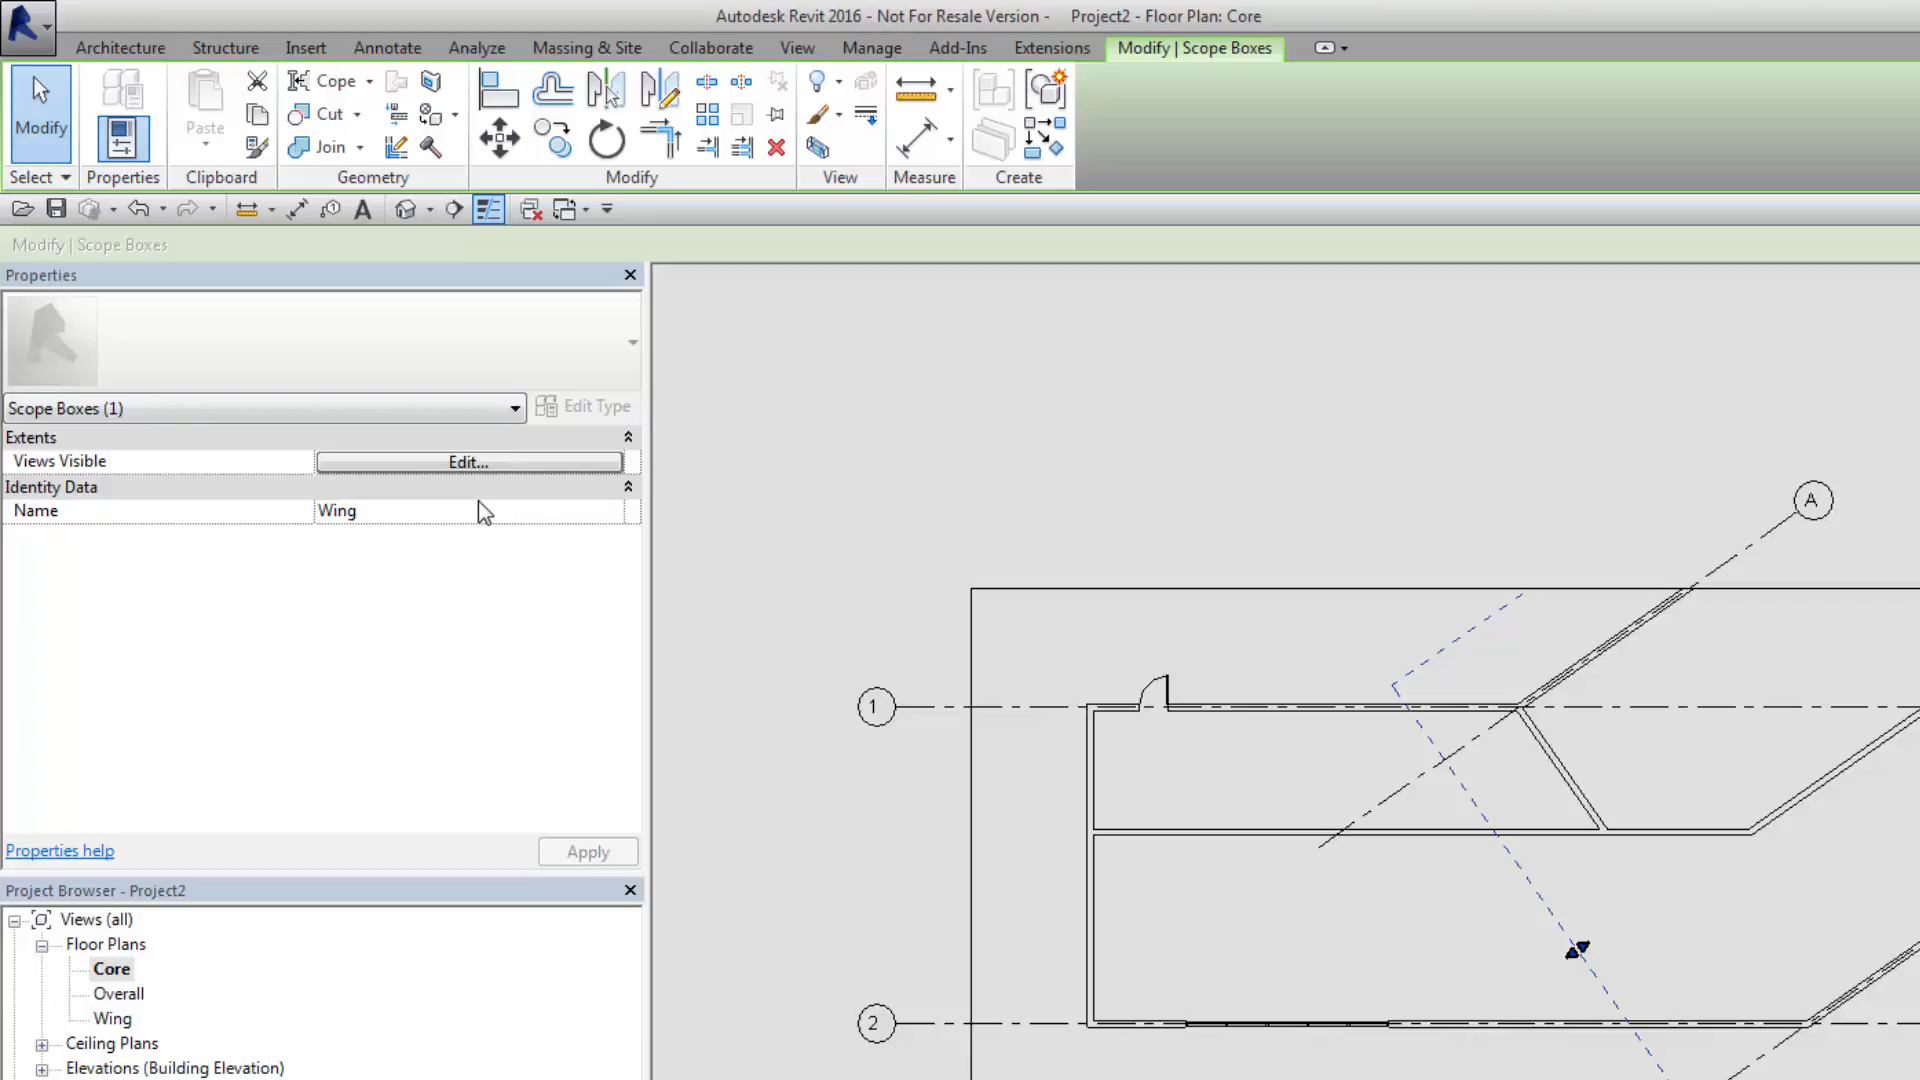 Autodesk Revit 2016 - Not For Resale Version - Project2 - Floor Plan: Core
Architecture Structure Insert Annotate Analyze Massing & Site Collaborate View Manage Add-Ins Extensions Modify | Scope Boxes
Modify
Paste
Cope
Cut
Join
Select Properties Clipboard Geometry Modify View Measure Create
Modify | Scope Boxes
Properties
Scope Boxes (1) Edit Type
Extents
Views Visible Edit...
Identity Data
Name Wing
Properties help Apply
Project Browser - Project2
Views (all)
Floor Plans
Core
Overall
Wing
Ceiling Plans
Elevations (Building Elevation)
A
1
2